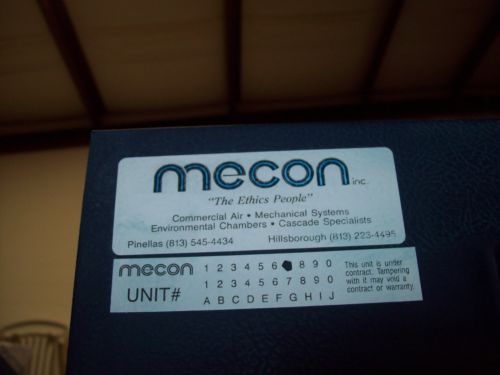 mecon inc.
"The Ethics People"
Commercial Air • Mechanical Systems
Environmental Chambers • Cascade Specialists
Pinellas (813) 545-4434 Hillsborough (813) 223-4495
mecon
UNIT#
1 2 3 4 5 6 8 9 0
1 2 3 4 5 6 7 8 9 0
A B C D E F G H I J
This unit is under
contract. Tampering
with it may void a
contract or warranty.